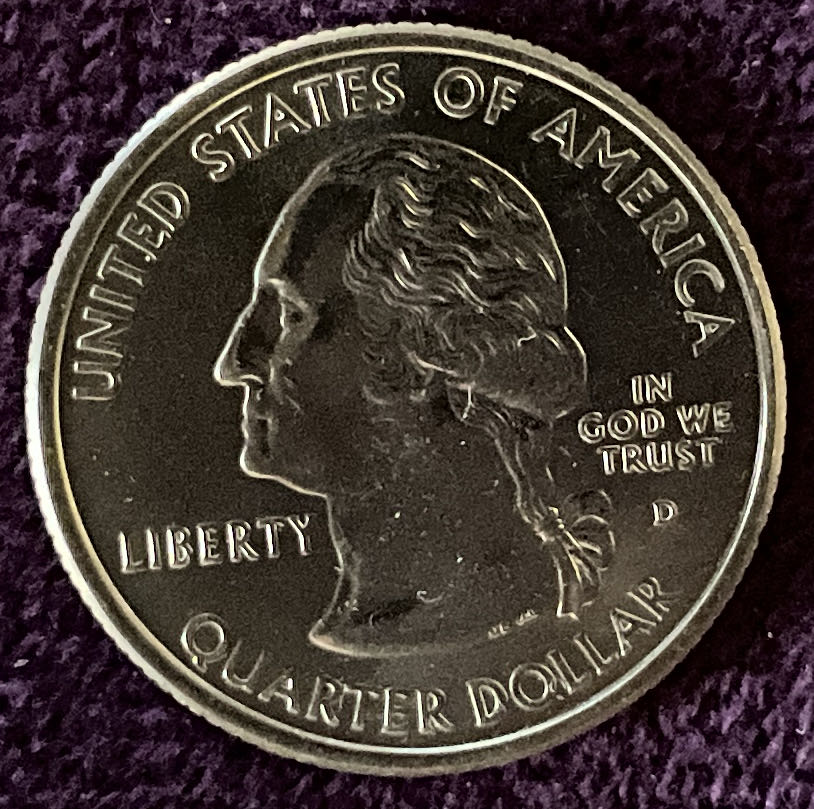 UNITED STATES OF AMERICA
IN
GOD WE
TRUST
D
LIBERTY
QUARTER DOLLAR